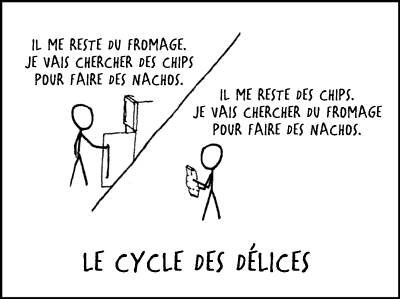 IL ME RESTE DU FROMAGE.
JE VAIS CHERCHER DES CHIPS
POUR FAIRE DES NACHOS.
IL ME RESTE DES CHIPS.
JE VAIS CHERCHER DU FROMAGE
POUR FAIRE DES NACHOS.
LE CYCLE DES DÉLICES